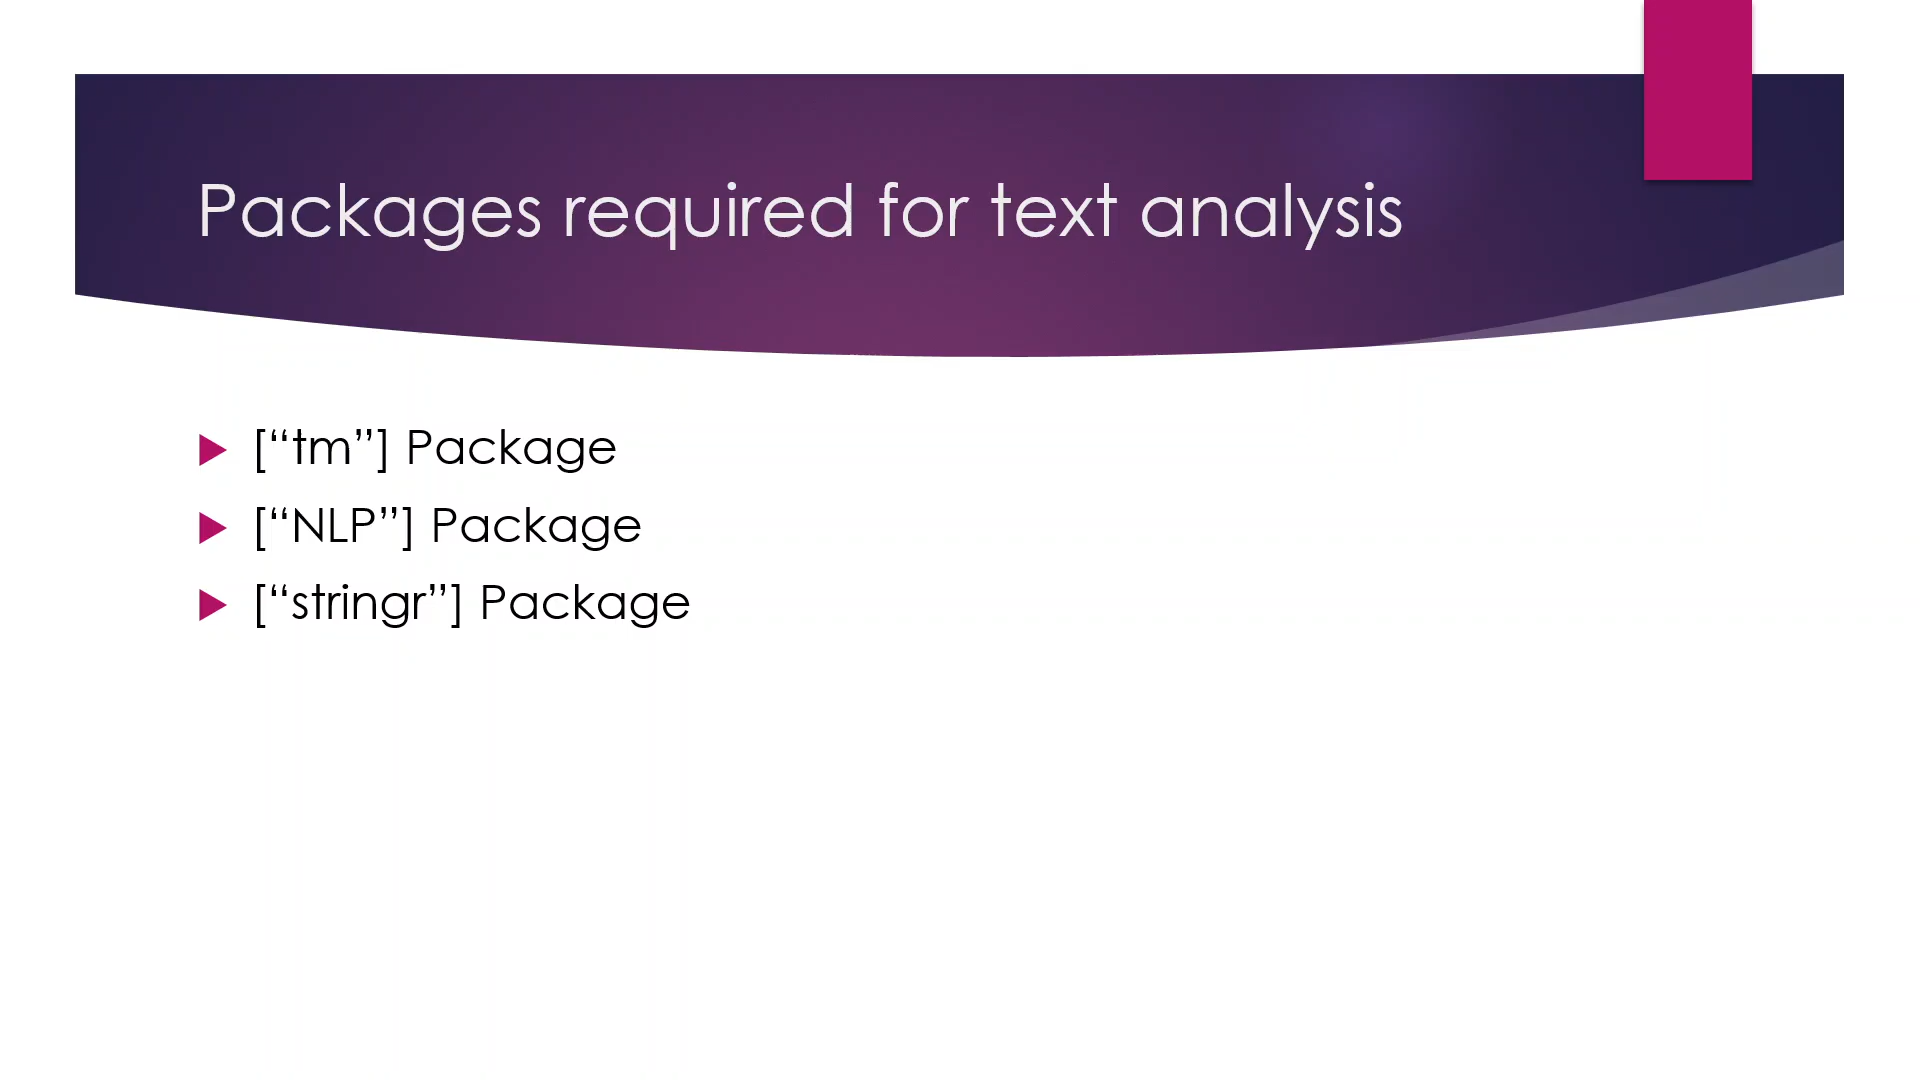 Packages required for text analysis
[“tm”] Package
[“NLP”] Package
[“stringr”] Package